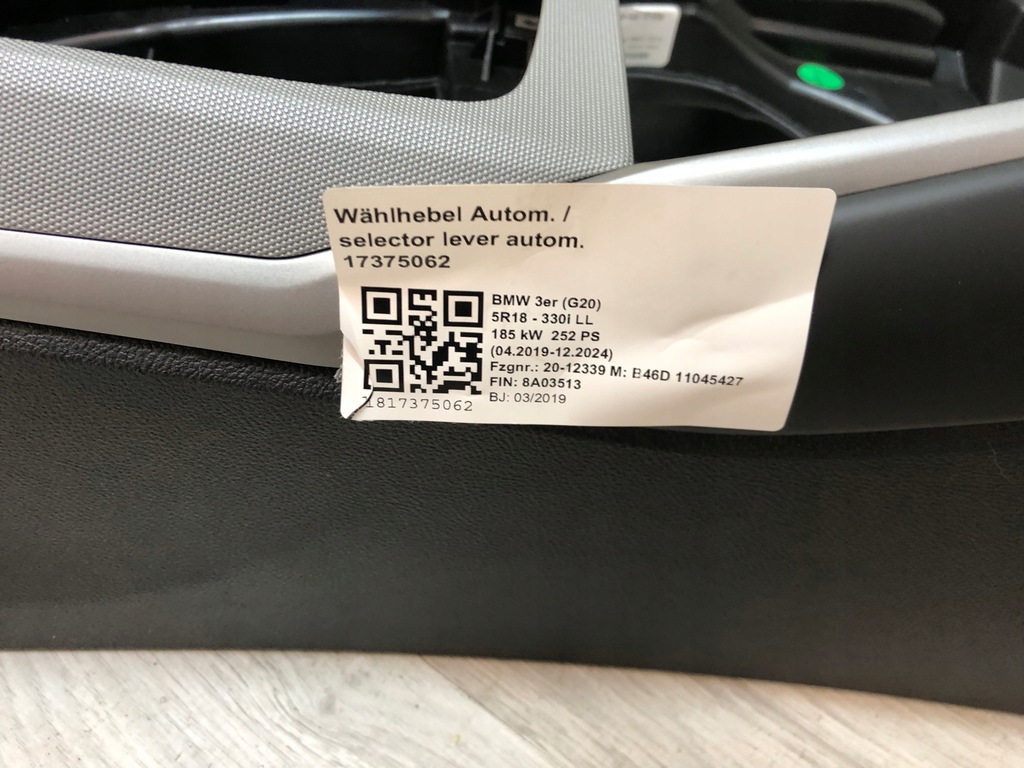 Wählhebel Autom. /
selector lever autom.
17375062
BMW 3er (G20)
5R18 - 330i LL
185 kW 252 PS
(04.2019-12.2024)
Fzgnr.: 20-12339 M: B46D 11045427
FIN: 8A03513
BJ: 03/2019
1817375062